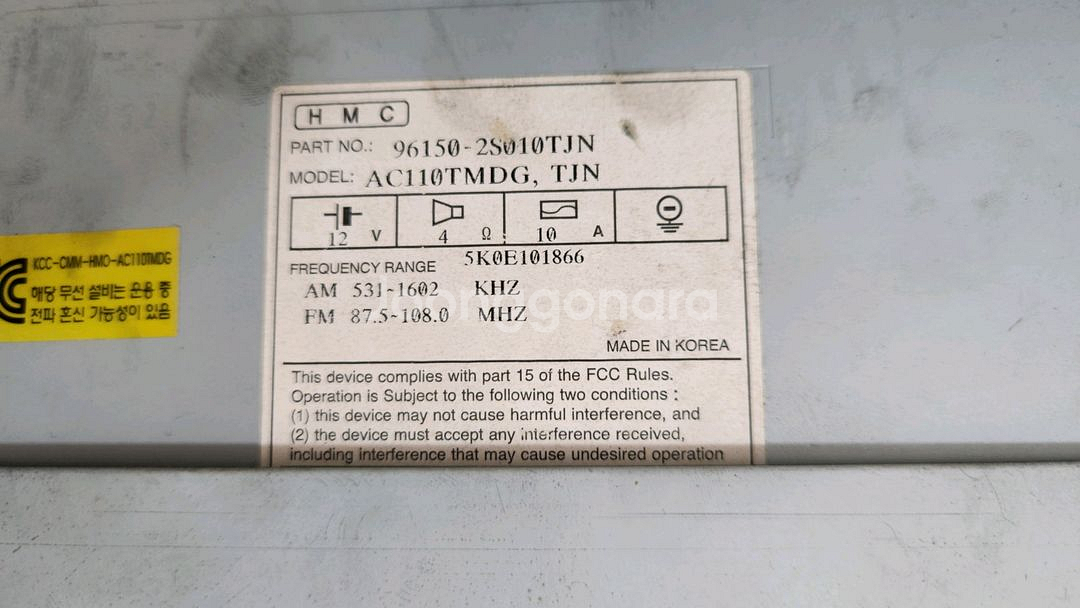 HMC
PART NO.: 96150-2S010TJN
MODEL: AC110TMDG, TJN
12 V 4 Ω 10 A
5K0E101866
FREQUENCY RANGE
AM 531~1602 KHZ
FM 87.5~108.0 MHZ
MADE IN KOREA
This device complies with part 15 of the FCC Rules.
Operation is Subject to the following two conditions :
(1) this device may not cause harmful interference, and
(2) the device must accept any interference received,
including interference that may cause undesired operation
KCC-CMM-HMO-AC110TMDG
해당 무선 설비는 운용 중
전파 혼신 가능성이 있음
joonggonara